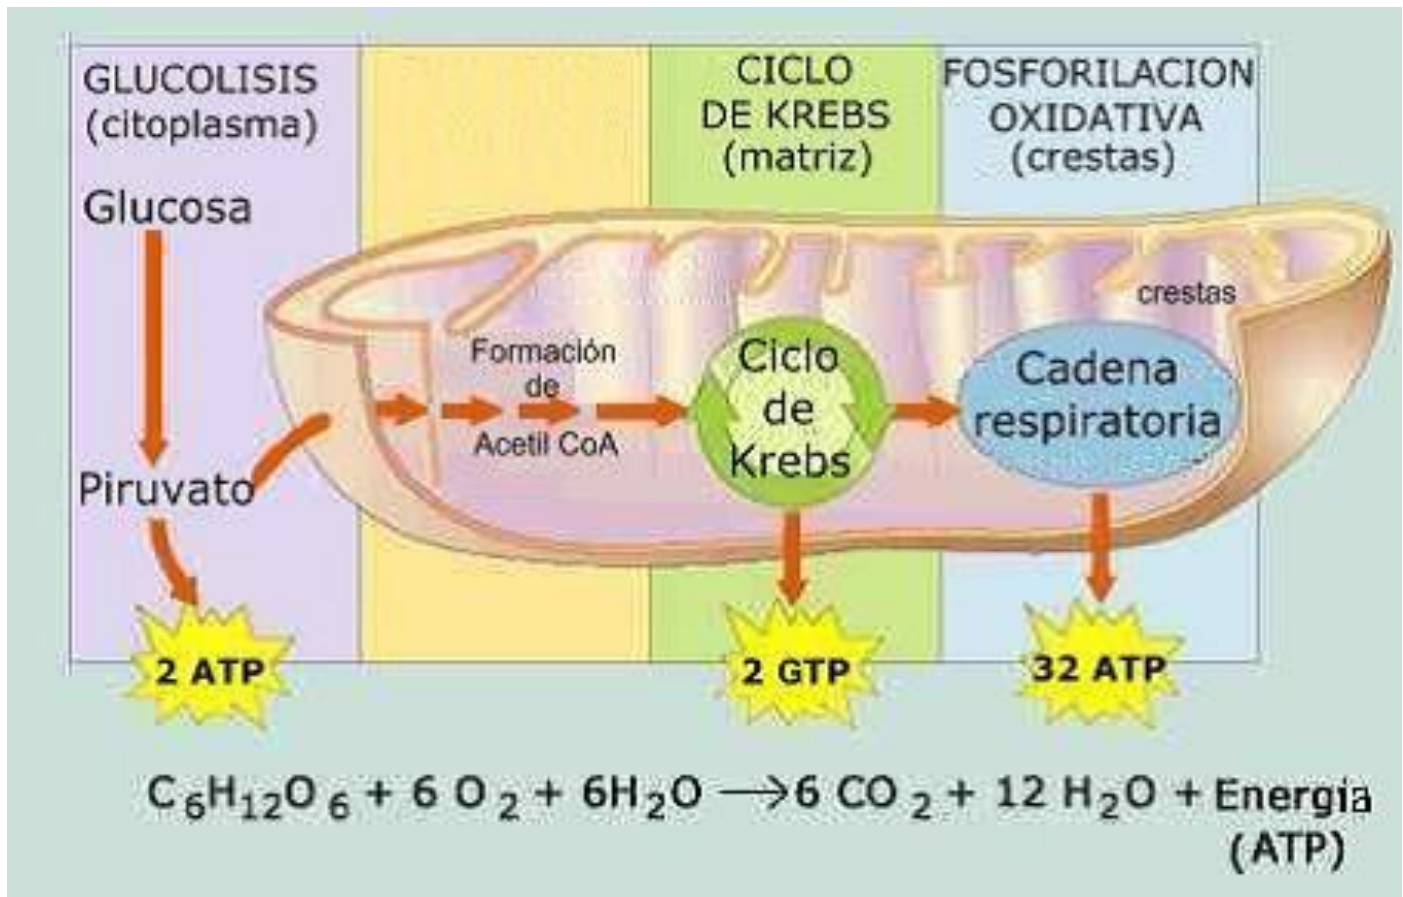 GLUCOLISIS
(citoplasma)
Glucosa
Piruvato
2 ATP
Formación
de
Acetil CoA
CICLO
DE KREBS
(matriz)
Ciclo
de
Krebs
2 GTP
FOSFORILACION
OXIDATIVA
(crestas)
crestas
Cadena
respiratoria
32 ATP
C6H12O6 + 6 O2 + 6H2O → 6 CO2 + 12 H2O + Energia
(ATP)